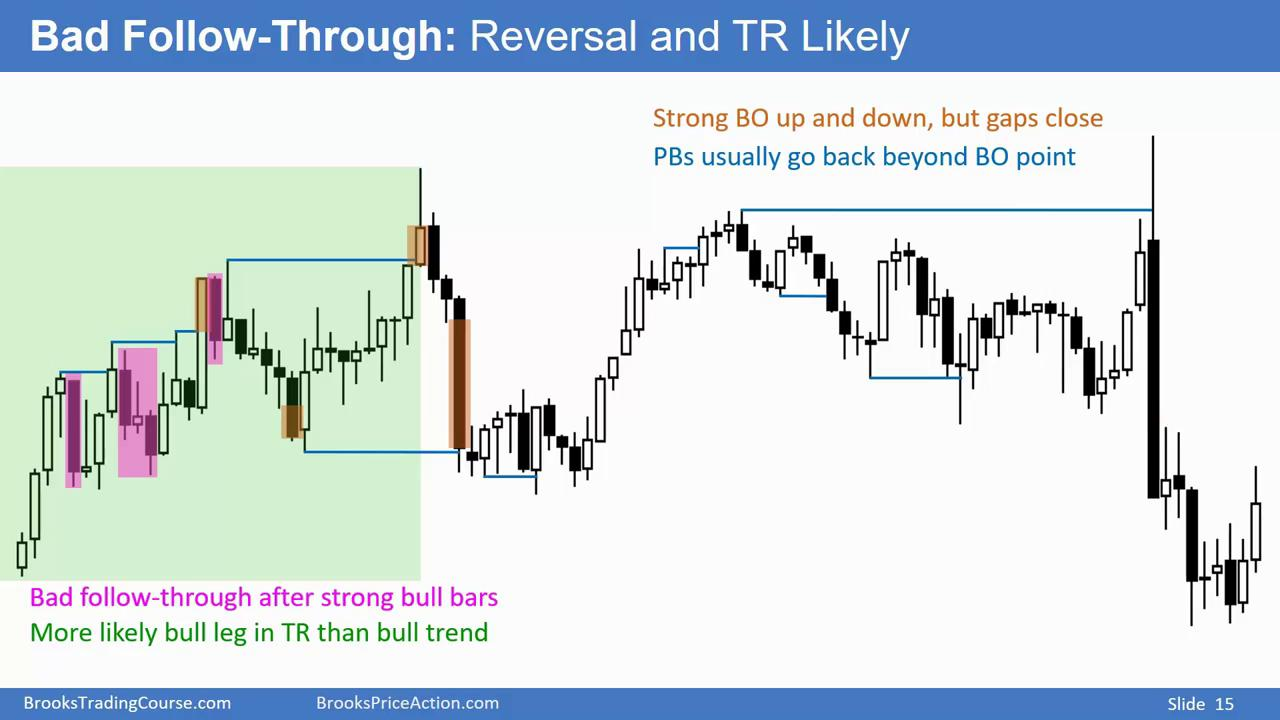 Bad Follow-Through: Reversal and TR Likely
Strong BO up and down, but gaps close
PBs usually go back beyond BO point
Bad follow-through after strong bull bars
More likely bull leg in TR than bull trend
BrooksTradingCourse.com BrooksPriceAction.com Slide 15